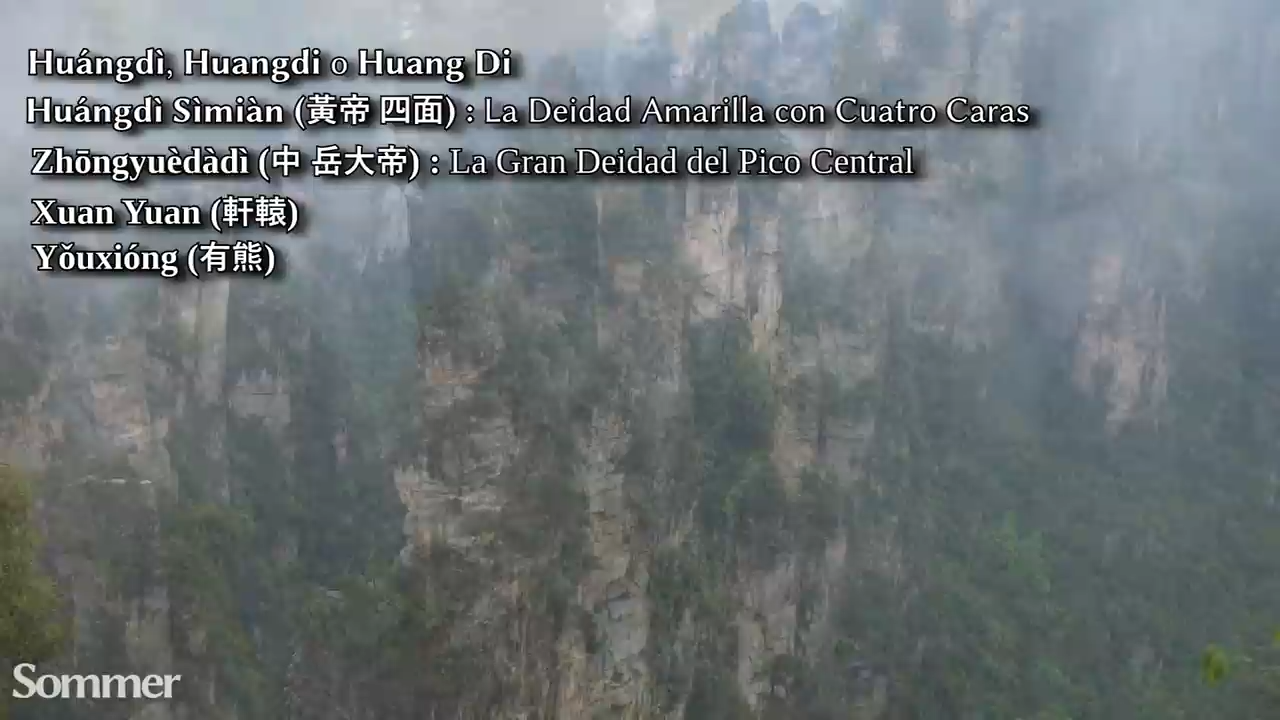 Huángdì, Huangdi o Huang Di
Huángdì Sìmiàn (黃帝 四面) : La Deidad Amarilla con Cuatro Caras
Zhōngyuèdàdì (中 岳大帝) : La Gran Deidad del Pico Central
Xuan Yuan (軒轅)
Yǒuxióng (有熊)
Sommer